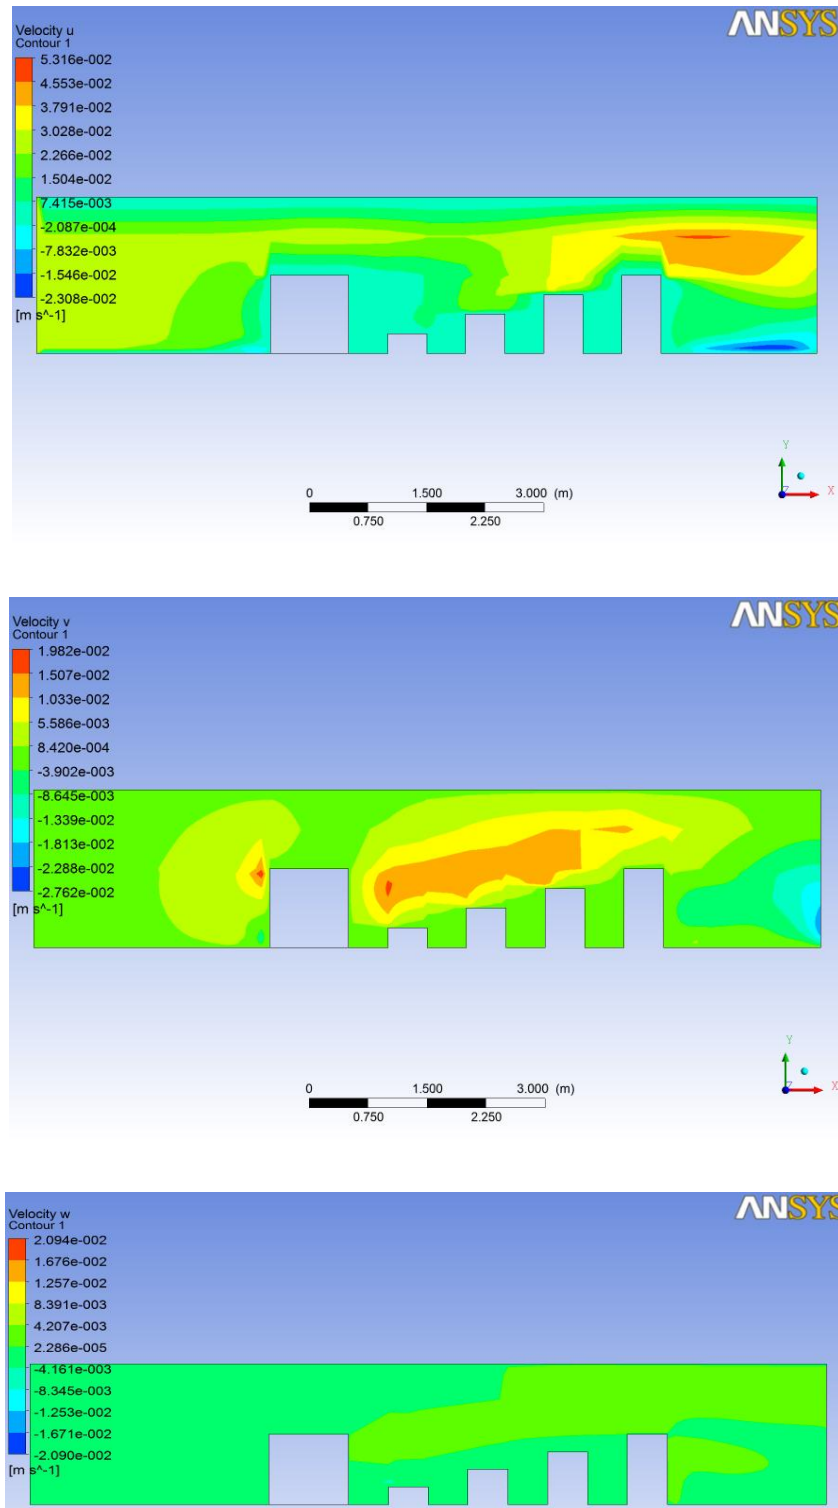 ANSYS
Velocity u
Contour 1
5.316e-002
4.553e-002
3.791e-002
3.028e-002
2.266e-002
1.504e-002
7.415e-003
-2.087e-004
-7.832e-003
-1.546e-002
-2.308e-002
[m s^-1]
0 1.500 3.000 (m)
0.750 2.250
Y
Z X
ANSYS
Velocity v
Contour 1
1.982e-002
1.507e-002
1.033e-002
5.586e-003
8.420e-004
-3.902e-003
-8.645e-003
-1.339e-002
-1.813e-002
-2.288e-002
-2.762e-002
[m s^-1]
0 1.500 3.000 (m)
0.750 2.250
Y
Z X
ANSYS
Velocity w
Contour 1
2.094e-002
1.676e-002
1.257e-002
8.391e-003
4.207e-003
2.286e-005
-4.161e-003
-8.345e-003
-1.253e-002
-1.671e-002
-2.090e-002
[m s^-1]